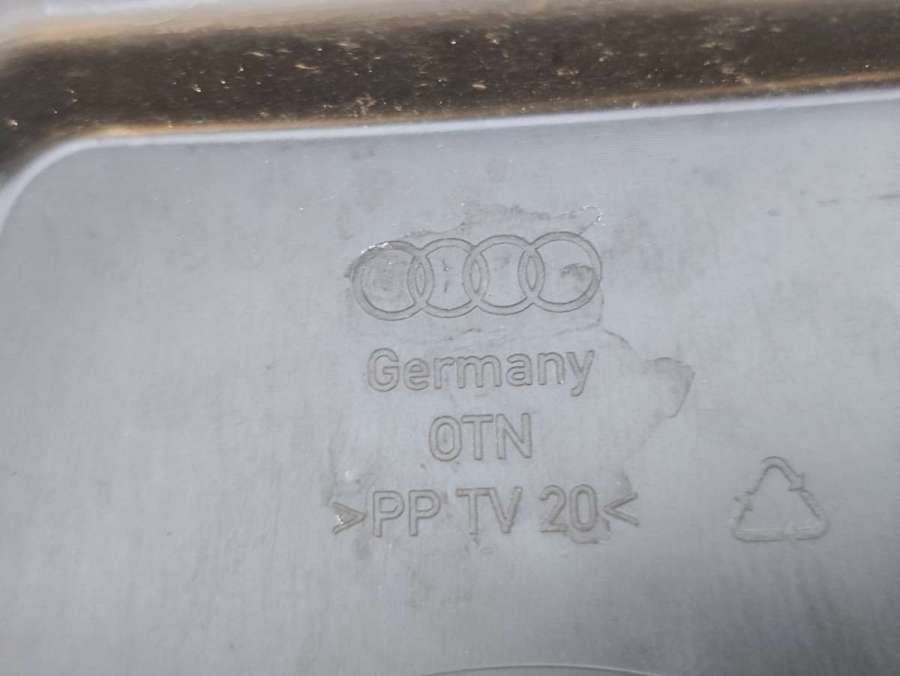 Germany
0TN
>PP TV 20<